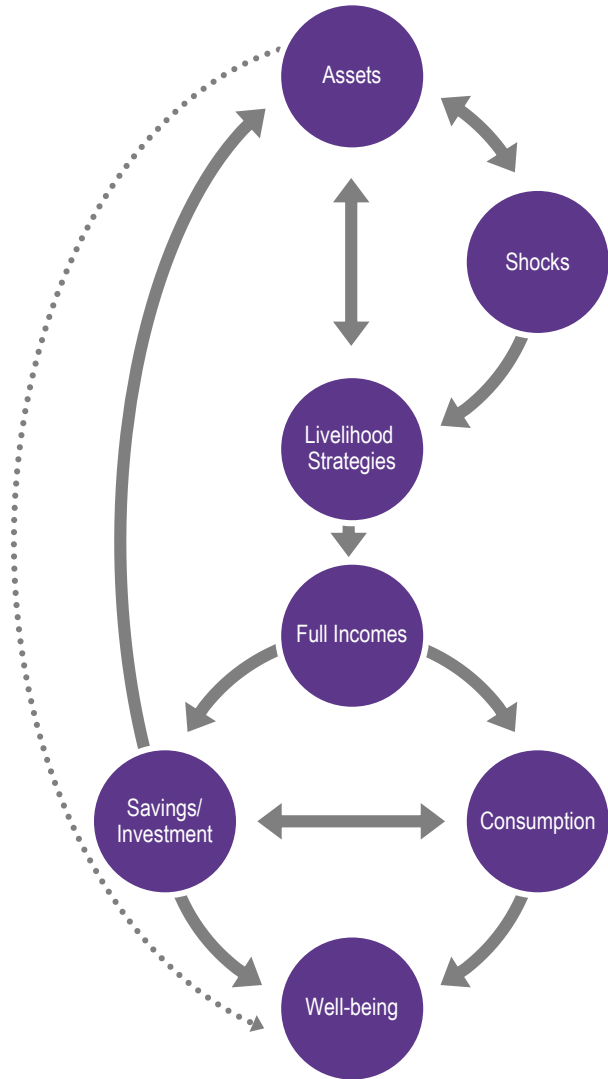 Assets
Shocks
Livelihood
Strategies
Full Incomes
Savings/
Investment
Consumption
Well-being